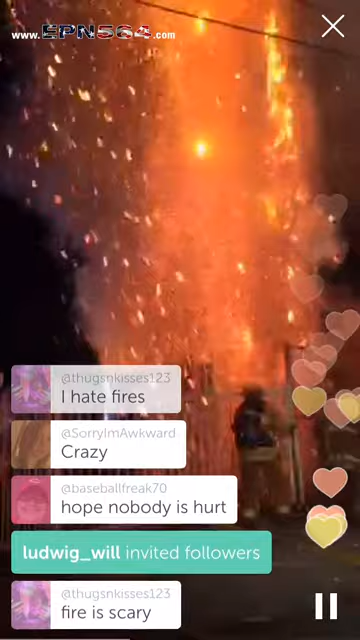 www.EPN564.com
@thugsnkisses123
I hate fires
@SorryImAwkward
Crazy
@baseballfreak70
hope nobody is hurt
ludwig_will invited followers
@thugsnkisses123
fire is scary